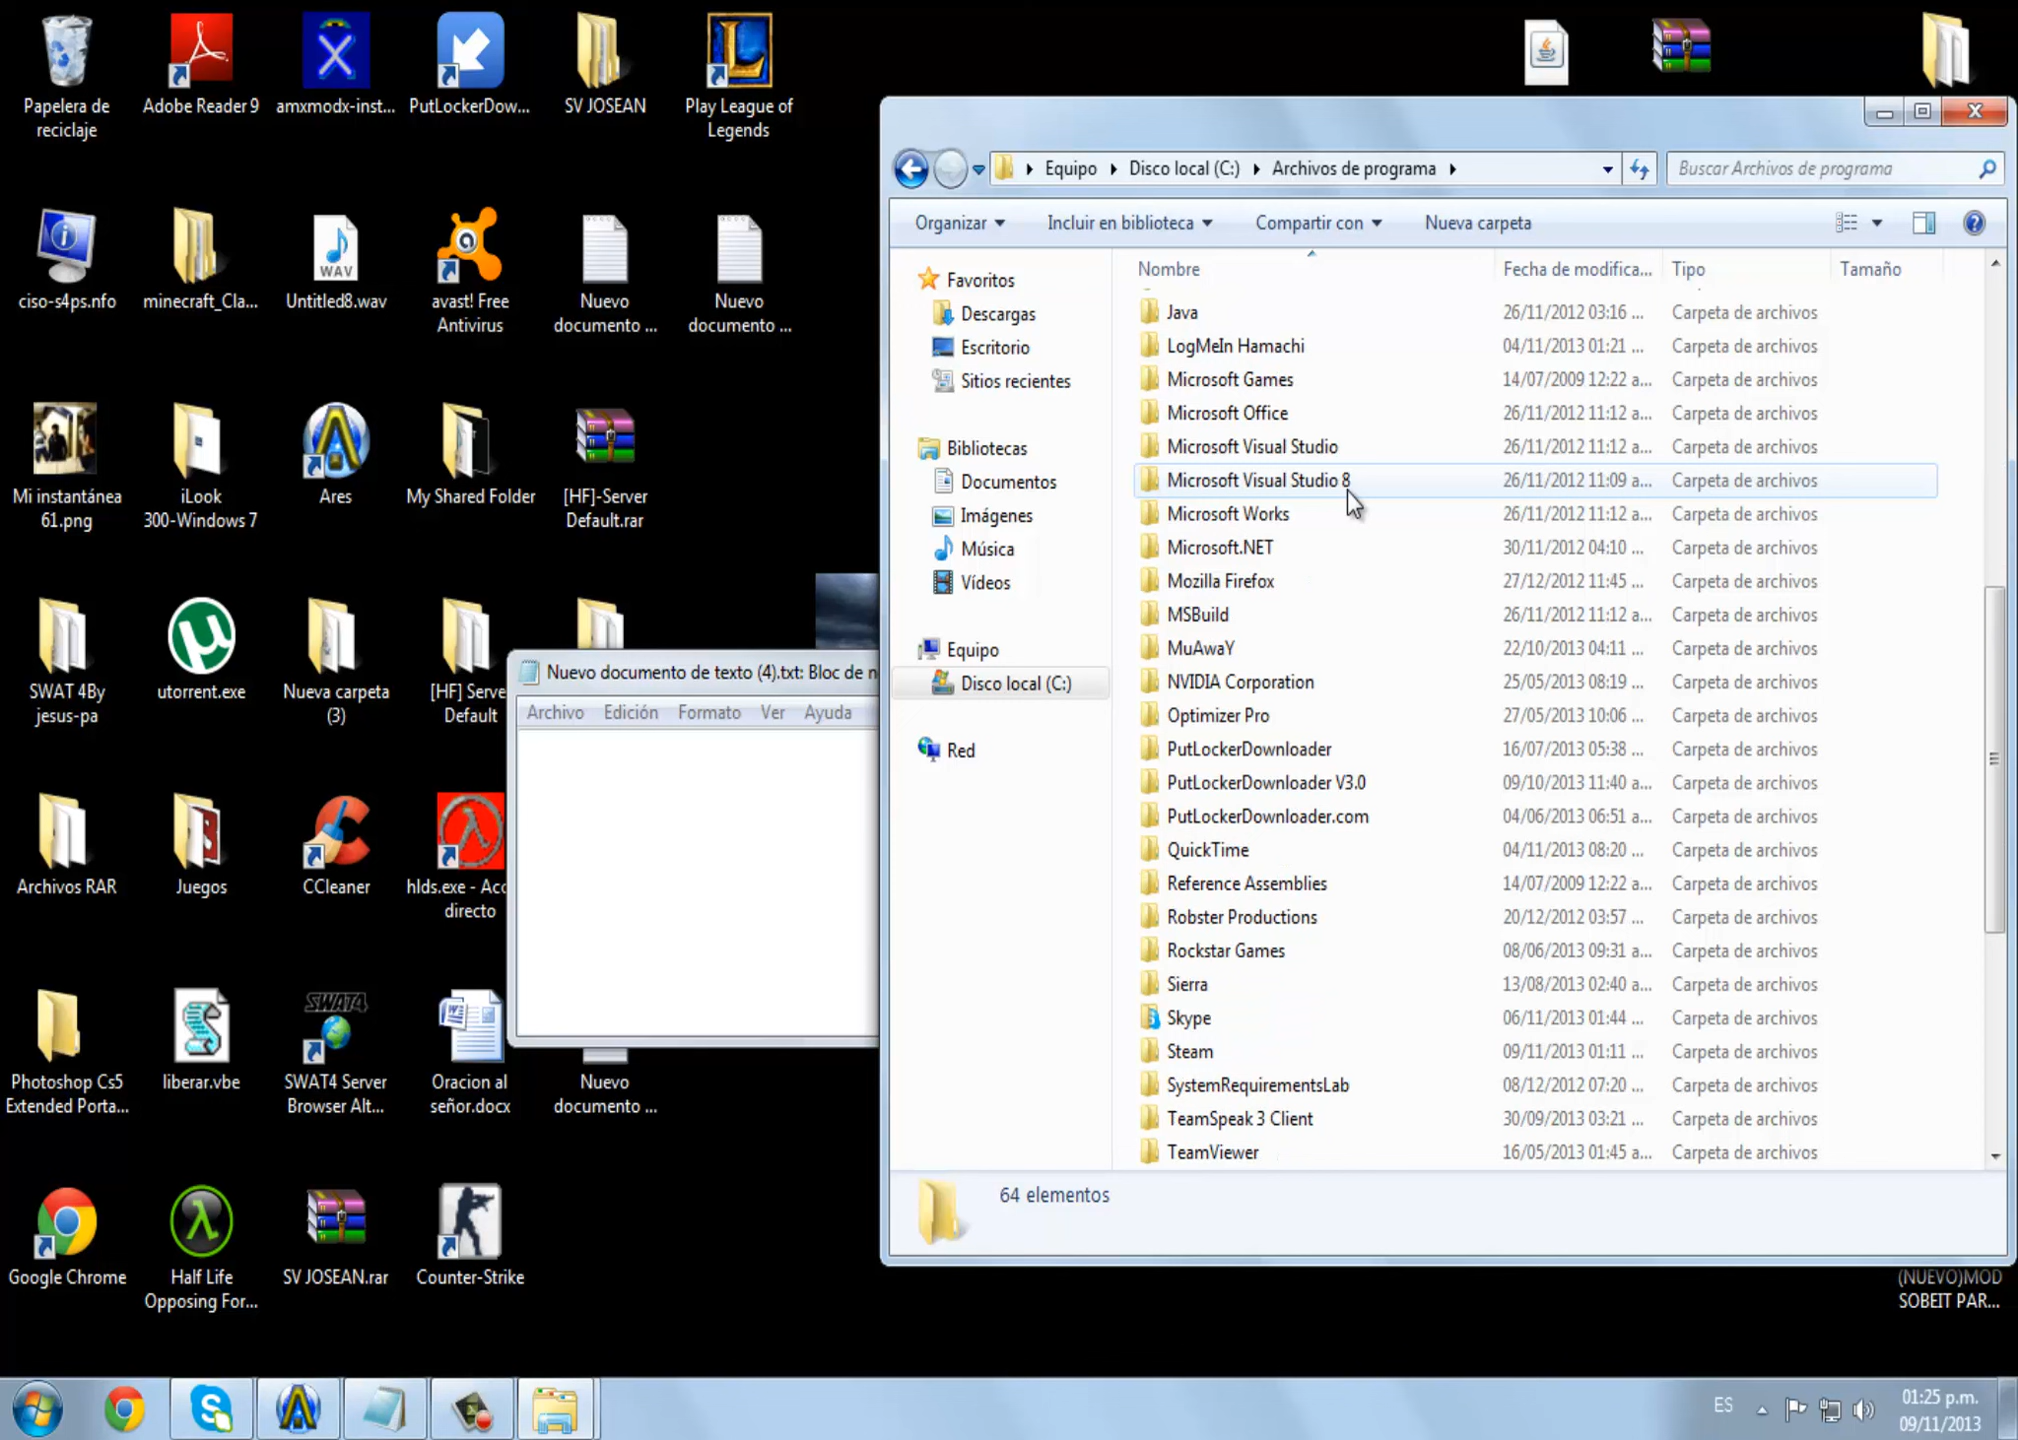 Papelera de
reciclaje
Adobe Reader 9
amxmodx-inst...
PutLockerDow...
SV JOSEAN
Play League of
Legends
ciso-s4ps.nfo
minecraft_Cla...
WAV
Untitled8.wav
avast! Free
Antivirus
Nuevo
documento ...
Nuevo
documento ...
Mi instantánea
61.png
iLook
300-Windows 7
Ares
My Shared Folder
[HF]-Server
Default.rar
SWAT 4By
jesus-pa
utorrent.exe
Nueva carpeta
(3)
[HF] Serve
Default
Archivos RAR
Juegos
CCleaner
hlds.exe - Acc
directo
Photoshop Cs5
Extended Porta...
liberar.vbe
SWAT4
SWAT4 Server
Browser Alt...
Oracion al
señor.docx
Nuevo
documento ...
Google Chrome
Half Life
Opposing For...
SV JOSEAN.rar
Counter-Strike
(NUEVO)MOD
SOBEIT PAR...
Nuevo documento de texto (4).txt: Bloc de n
Archivo Edición Formato Ver Ayuda
Equipo Disco local (C:) Archivos de programa
Buscar Archivos de programa
Organizar Incluir en biblioteca Compartir con Nueva carpeta
Favoritos
Descargas
Escritorio
Sitios recientes
Bibliotecas
Documentos
Imágenes
Música
Vídeos
Equipo
Disco local (C:)
Red
Nombre Fecha de modifica... Tipo Tamaño
Java 26/11/2012 03:16 ... Carpeta de archivos
LogMeIn Hamachi 04/11/2013 01:21 ... Carpeta de archivos
Microsoft Games 14/07/2009 12:22 a... Carpeta de archivos
Microsoft Office 26/11/2012 11:12 a... Carpeta de archivos
Microsoft Visual Studio 26/11/2012 11:12 a... Carpeta de archivos
Microsoft Visual Studio 8 26/11/2012 11:09 a... Carpeta de archivos
Microsoft Works 26/11/2012 11:12 a... Carpeta de archivos
Microsoft.NET 30/11/2012 04:10 ... Carpeta de archivos
Mozilla Firefox 27/12/2012 11:45 ... Carpeta de archivos
MSBuild 26/11/2012 11:12 a... Carpeta de archivos
MuAwaY 22/10/2013 04:11 ... Carpeta de archivos
NVIDIA Corporation 25/05/2013 08:19 ... Carpeta de archivos
Optimizer Pro 27/05/2013 10:06 ... Carpeta de archivos
PutLockerDownloader 16/07/2013 05:38 ... Carpeta de archivos
PutLockerDownloader V3.0 09/10/2013 11:40 ... Carpeta de archivos
PutLockerDownloader.com 04/06/2013 06:51 ... Carpeta de archivos
QuickTime 04/11/2013 08:20 ... Carpeta de archivos
Reference Assemblies 14/07/2009 12:22 a... Carpeta de archivos
Robster Productions 20/12/2012 03:57 ... Carpeta de archivos
Rockstar Games 08/06/2013 09:31 ... Carpeta de archivos
Sierra 13/08/2013 02:40 ... Carpeta de archivos
Skype 06/11/2013 01:44 ... Carpeta de archivos
Steam 09/11/2013 01:11 ... Carpeta de archivos
SystemRequirementsLab 08/12/2012 07:20 ... Carpeta de archivos
TeamSpeak 3 Client 30/09/2013 03:21 ... Carpeta de archivos
TeamViewer 16/05/2013 01:45 ... Carpeta de archivos
64 elementos
ES
01:25 p.m.
09/11/2013